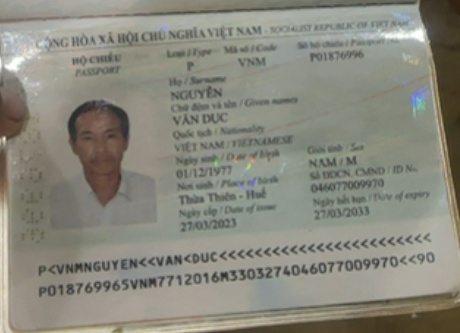 CỘNG HÒA XÃ HỘI CHỦ NGHĨA VIỆT NAM - SOCIALIST REPUBLIC OF VIET NAM
HỘ CHIẾU
PASSPORT
Loại / Type
P
Mã số / Code
VNM
Số hộ chiếu / Passport
P01876996
Họ / Surname
NGUYỄN
Chữ đệm và tên / Given names
VĂN DỤC
Quốc tịch / Nationality
VIỆT NAM / VIETNAMESE
Ngày sinh / Date of birth
01/12/1977
Giới tính / Sex
NAM / M
Nơi sinh / Place of birth
Thừa Thiên - Huế
Số ĐDCN, CMND / ID No
046077009970
Ngày cấp / Date of issue
27/03/2023
Ngày hết hạn / Date of expiry
27/03/2033
P<VNMNGUYEN<<VAN<DUC<<<<<<<<<<<<<<<<<<<<<<<<
P018769965VNM7712016M3303274046077009970<<90